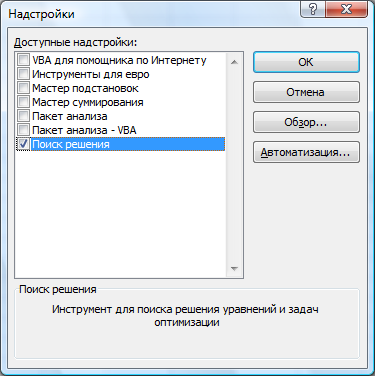 Надстройки
Доступные надстройки:
VBA для помощника по Интернету
Инструменты для евро
Мастер подстановок
Мастер суммирования
Пакет анализа
Пакет анализа - VBA
Поиск решения
ОК
Отмена
Обзор...
Автоматизация...
Поиск решения
Инструмент для поиска решения уравнений и задач
оптимизации